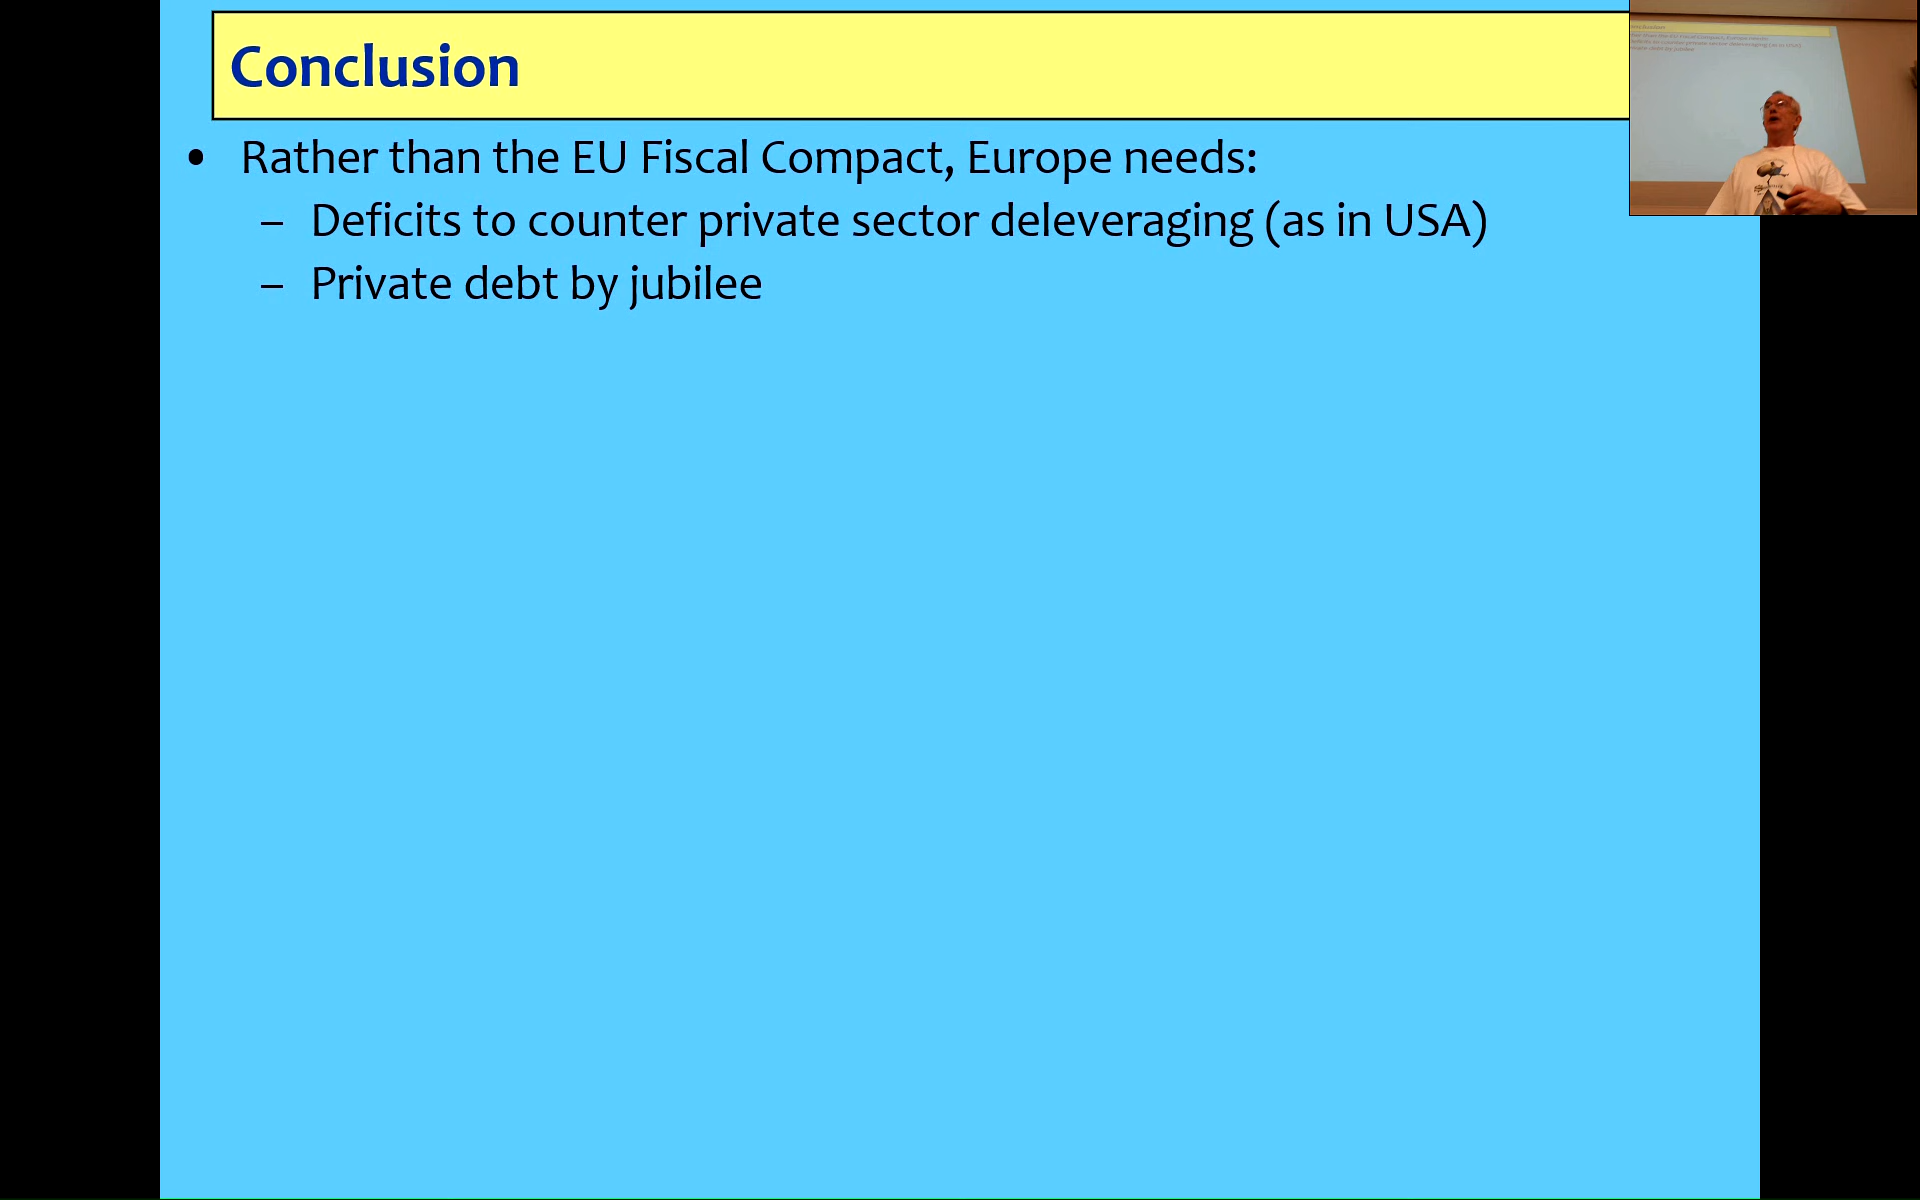 Conclusion
• Rather than the EU Fiscal Compact, Europe needs:
– Deficits to counter private sector deleveraging (as in USA)
– Private debt by jubilee